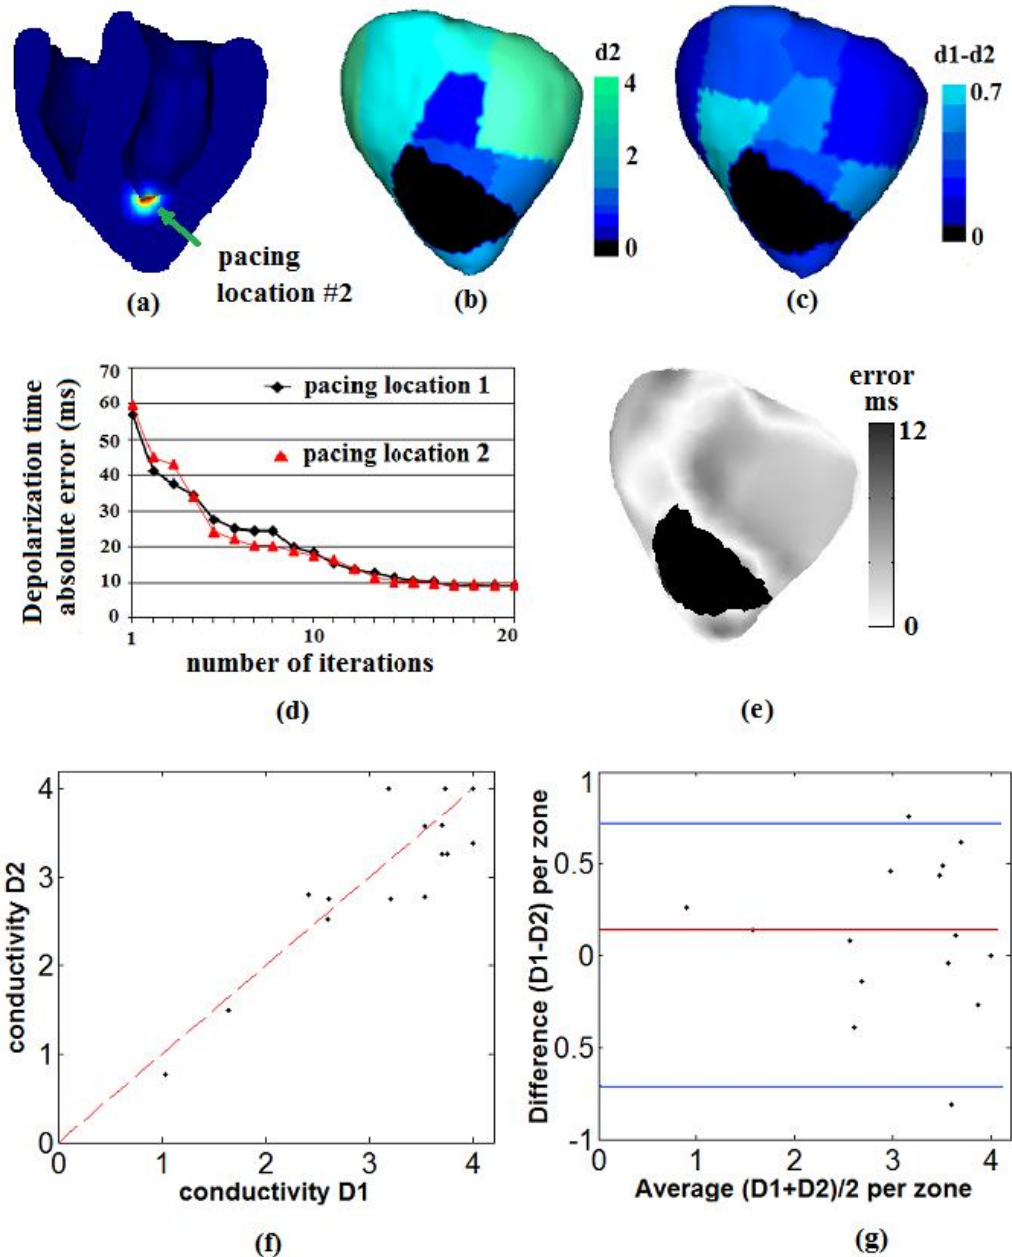 d2
4
2
0
d1-d2
0.7
0
pacing
location #2
(a)
(b)
(c)
Depolarization time
absolute error (ms)
70
60
50
40
30
20
10
0
pacing location 1
pacing location 2
1
10
20
number of iterations
(d)
error
ms
12
0
(e)
conductivity D2
4
3
2
1
0
0
1
2
3
4
conductivity D1
(f)
Difference (D1-D2) per zone
1
0.5
0
0.5
-1
0
1
2
3
4
Average (D1+D2)/2 per zone
(g)